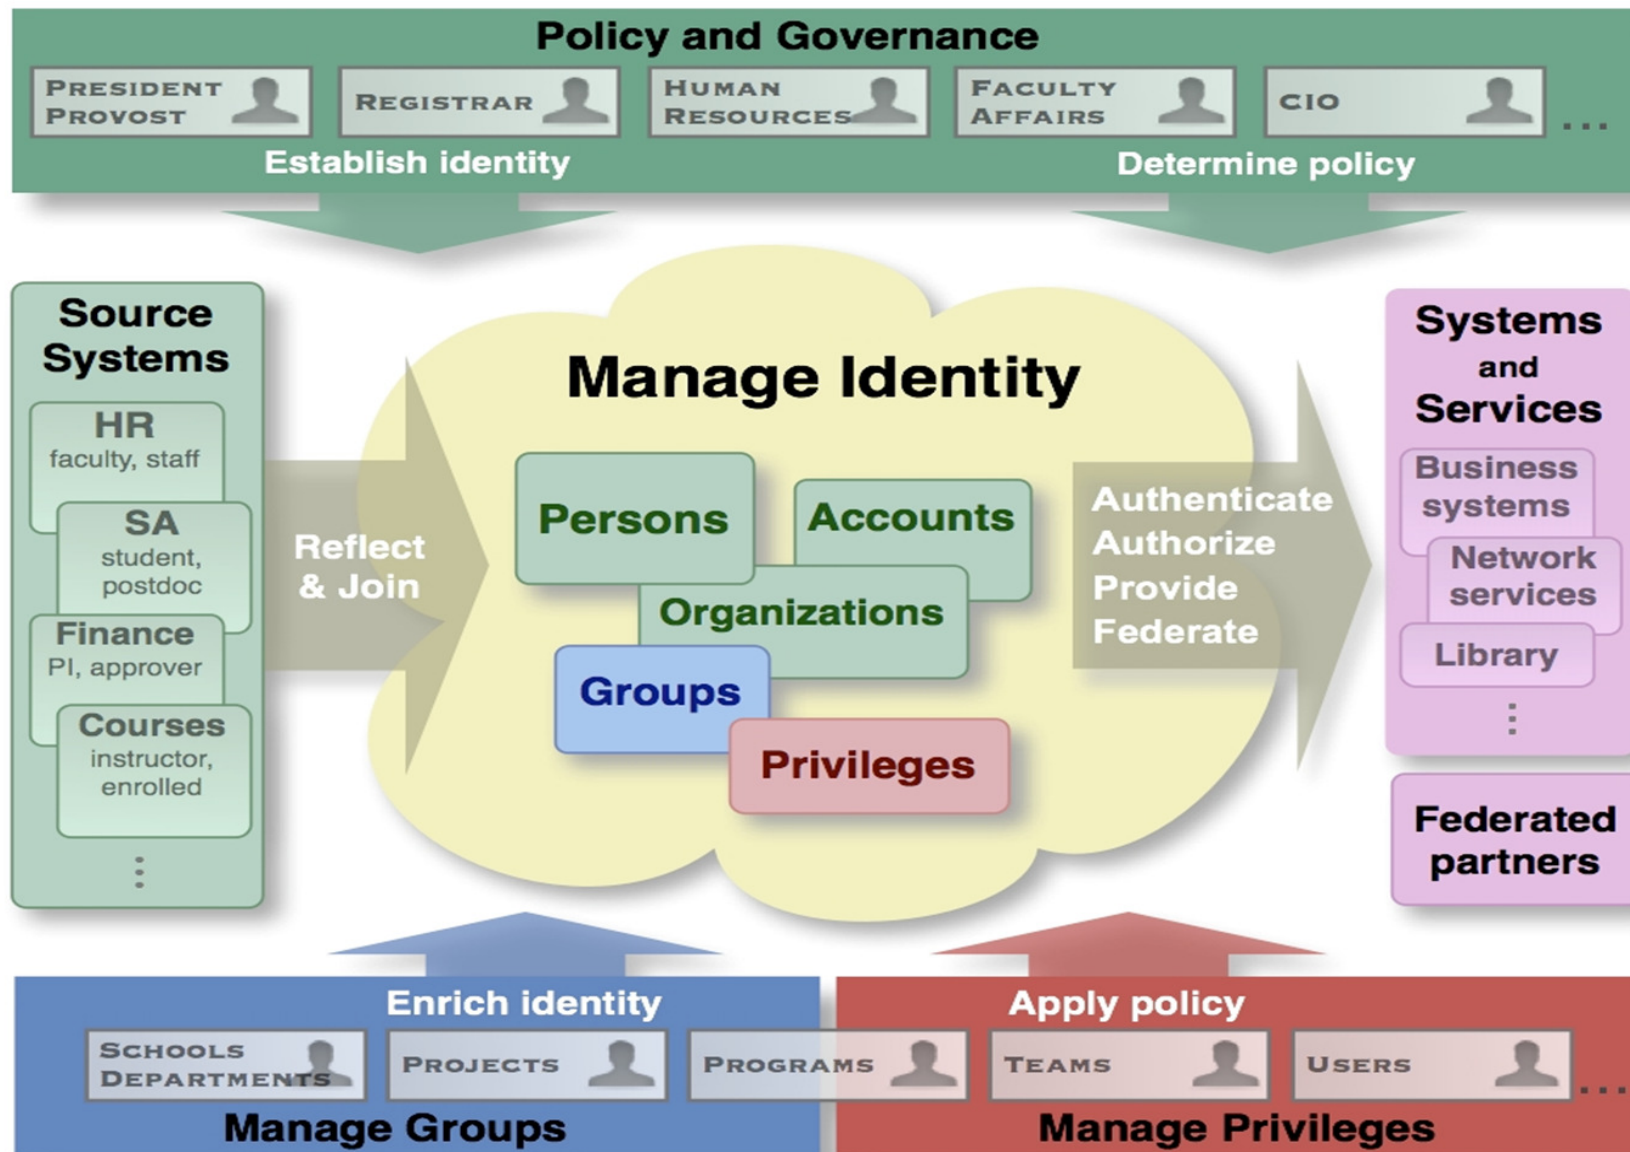 Policy and Governance
PRESIDENT
PROVOST
REGISTRAR
HUMAN
RESOURCES
FACULTY
AFFAIRS
CIO
...
Establish identity
Determine policy
Source
Systems
HR
faculty, staff
SA
student,
postdoc
Finance
PI, approver
Courses
instructor,
enrolled
Reflect
& Join
Manage Identity
Persons
Accounts
Organizations
Groups
Privileges
Authenticate
Authorize
Provide
Federate
Systems
and
Services
Business
systems
Network
services
Library
Federated
partners
Enrich identity
Apply policy
SCHOOLS
DEPARTMENTS
PROJECTS
PROGRAMS
TEAMS
USERS
...
Manage Groups
Manage Privileges